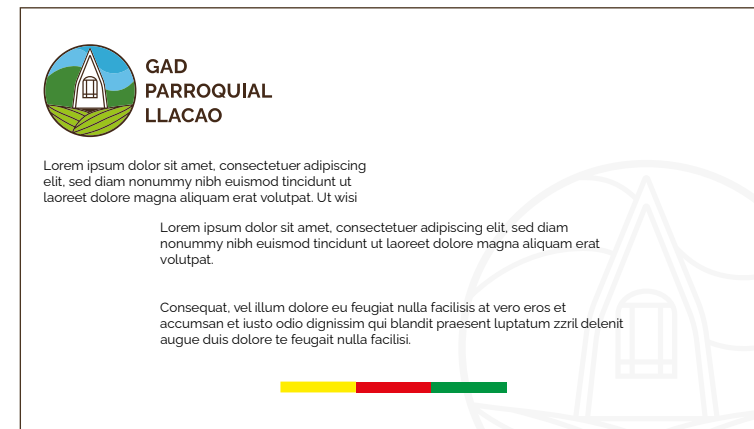 GAD
PARROQUIAL
LLACAO
Lorem ipsum dolor sit amet, consectetuer adipiscing
elit, sed diam nonummy nibh euismod tincidunt ut
laoreet dolore magna aliquam erat volutpat. Ut wisi
Lorem ipsum dolor sit amet, consectetuer adipiscing elit, sed diam
nonummy nibh euismod tincidunt ut laoreet dolore magna aliquam erat
volutpat.
Consequat, vel illum dolore eu feugiat nulla facilisis at vero eros et
accumsan et iusto odio dignissim qui blandit praesent luptatum zzril delenit
augue duis dolore te feugait nulla facilisi.